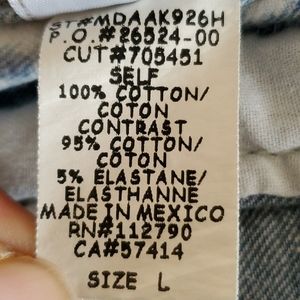 ST#MDAAK926H
P.O.#26524-00
CUT#705451
SELF
100% COTTON/
COTON
CONTRAST
95% COTTON/
COTON
5% ELASTANE/
ELASTHANNE
MADE IN MEXICO
RN#112790
CA#57414
SIZE L